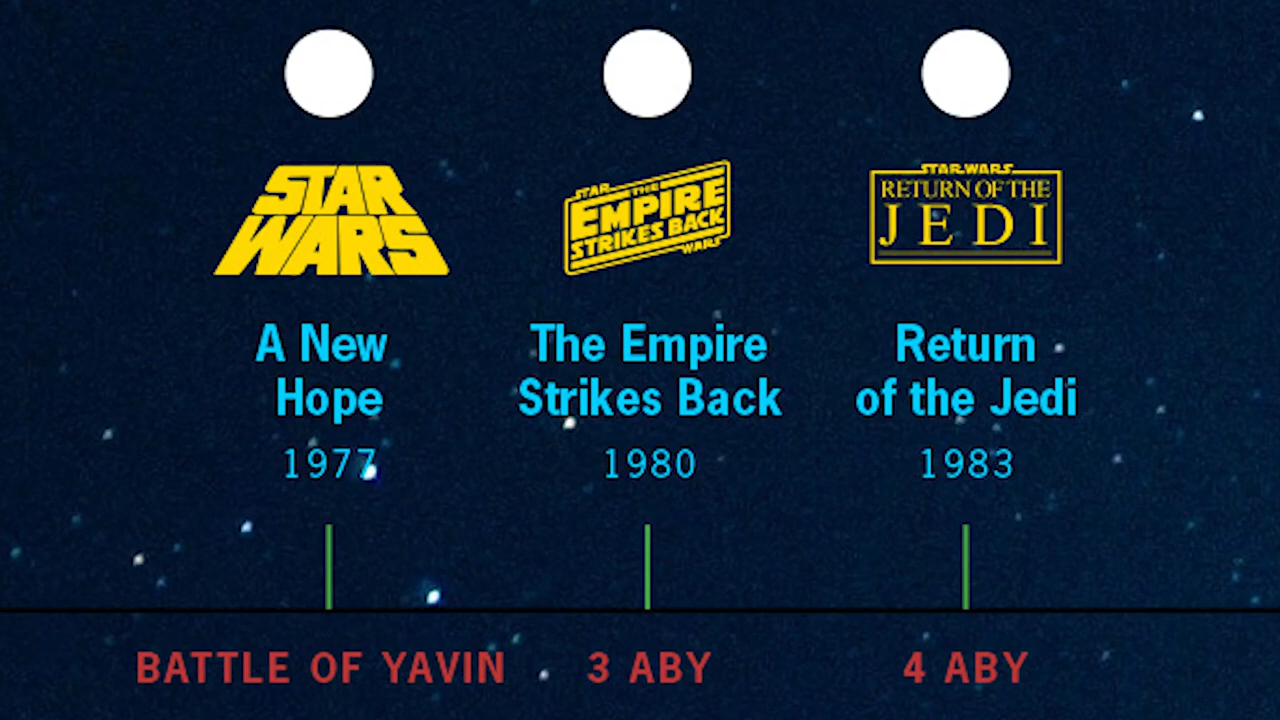 STAR
WARS
STAR THE
EMPIRE
STRIKES BACK
WARS
STAR WARS
RETURN OF THE
JEDI
A New
Hope
1977
The Empire
Strikes Back
1980
Return
of the Jedi
1983
BATTLE OF YAVIN
3 ABY
4 ABY